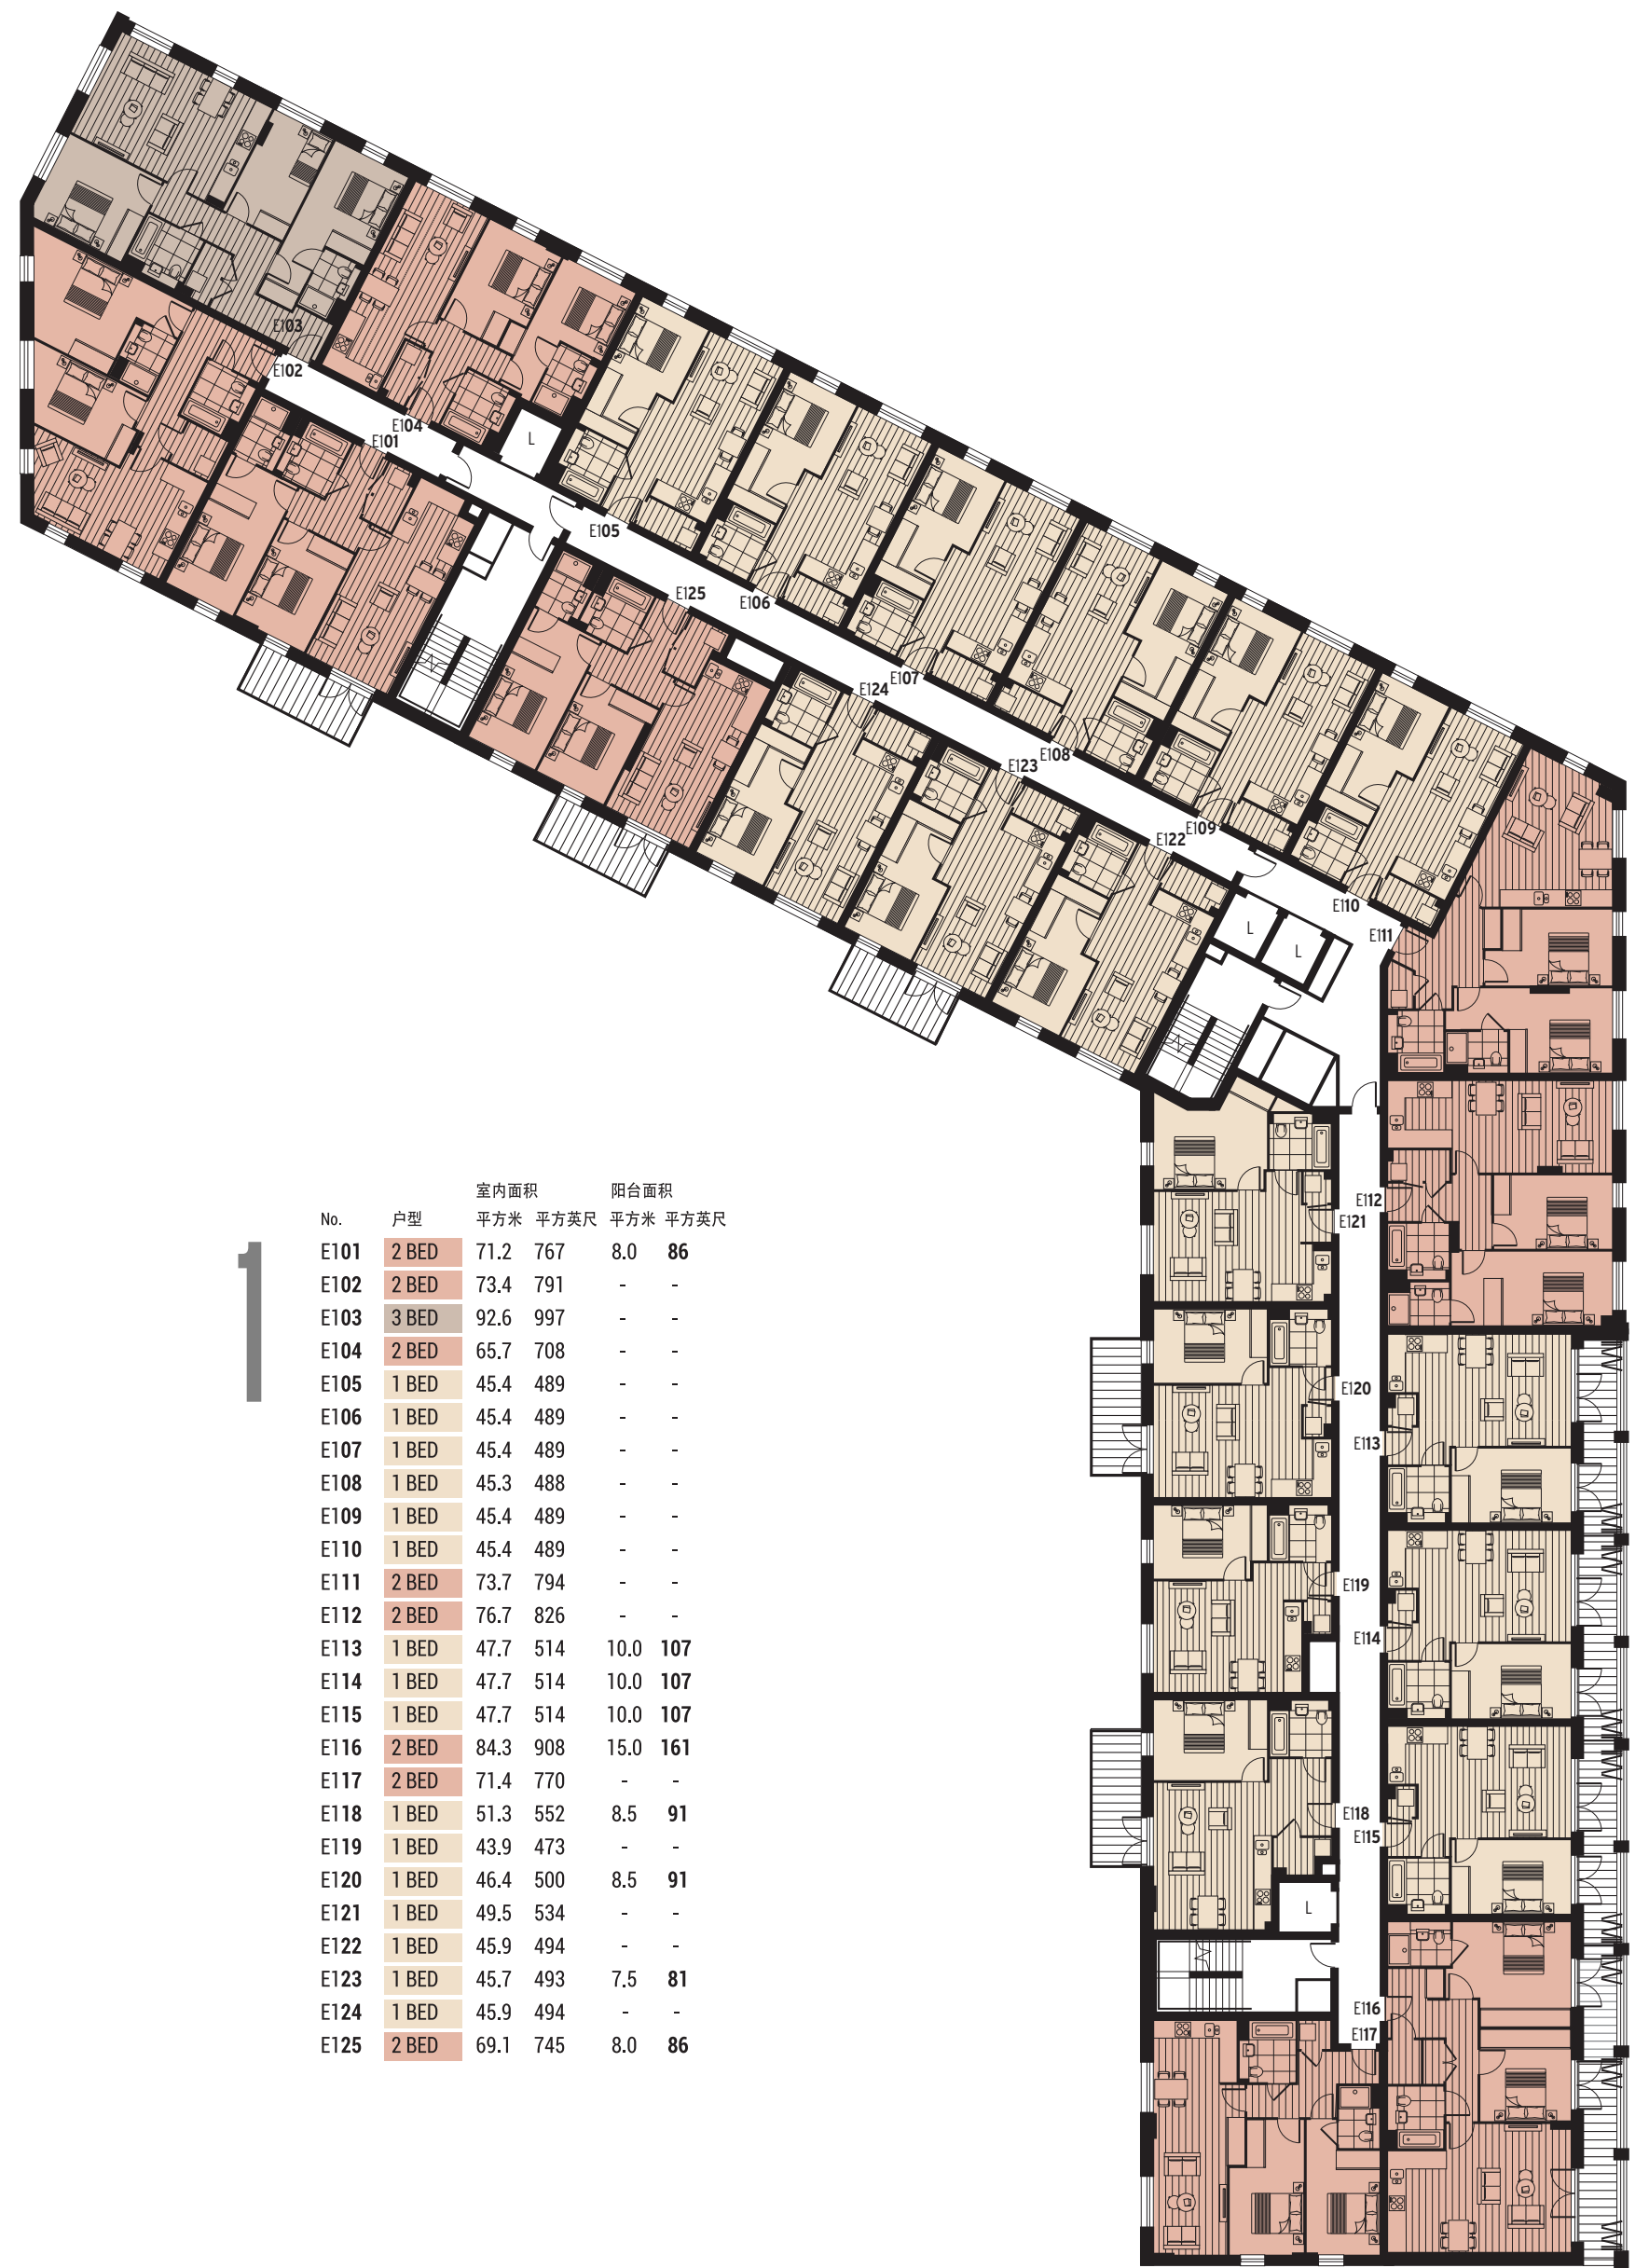 E103
E102
E104
E101
L
E105
E125
E106
E124
E107
E123
E108
E122
E109
E110
E111
L
L
E112
E121
E120
E113
E119
E114
E118
E115
L
E116
E117
1
室内面积 阳台面积
No. 户型 平方米 平方英尺 平方米 平方英尺
E101 2 BED 71.2 767 8.0 86
E102 2 BED 73.4 791 - -
E103 3 BED 92.6 997 - -
E104 2 BED 65.7 708 - -
E105 1 BED 45.4 489 - -
E106 1 BED 45.4 489 - -
E107 1 BED 45.4 489 - -
E108 1 BED 45.3 488 - -
E109 1 BED 45.4 489 - -
E110 1 BED 45.4 489 - -
E111 2 BED 73.7 794 - -
E112 2 BED 76.7 826 - -
E113 1 BED 47.7 514 10.0 107
E114 1 BED 47.7 514 10.0 107
E115 1 BED 47.7 514 10.0 107
E116 2 BED 84.3 908 15.0 161
E117 2 BED 71.4 770 - -
E118 1 BED 51.3 552 8.5 91
E119 1 BED 43.9 473 - -
E120 1 BED 46.4 500 8.5 91
E121 1 BED 49.5 534 - -
E122 1 BED 45.9 494 - -
E123 1 BED 45.7 493 7.5 81
E124 1 BED 45.9 494 - -
E125 2 BED 69.1 745 8.0 86